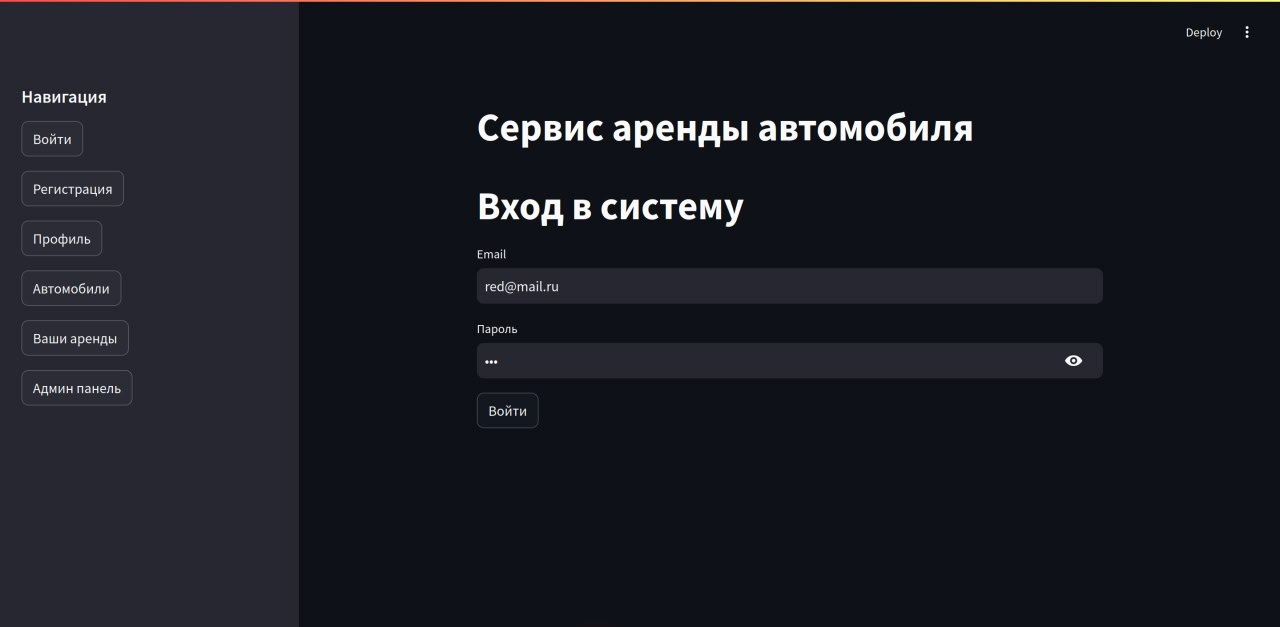 Deploy
Навигация
Войти
Регистрация
Профиль
Автомобили
Ваши аренды
Админ панель
Сервис аренды автомобиля
Вход в систему
Email
red@mail.ru
Пароль
•••
Войти